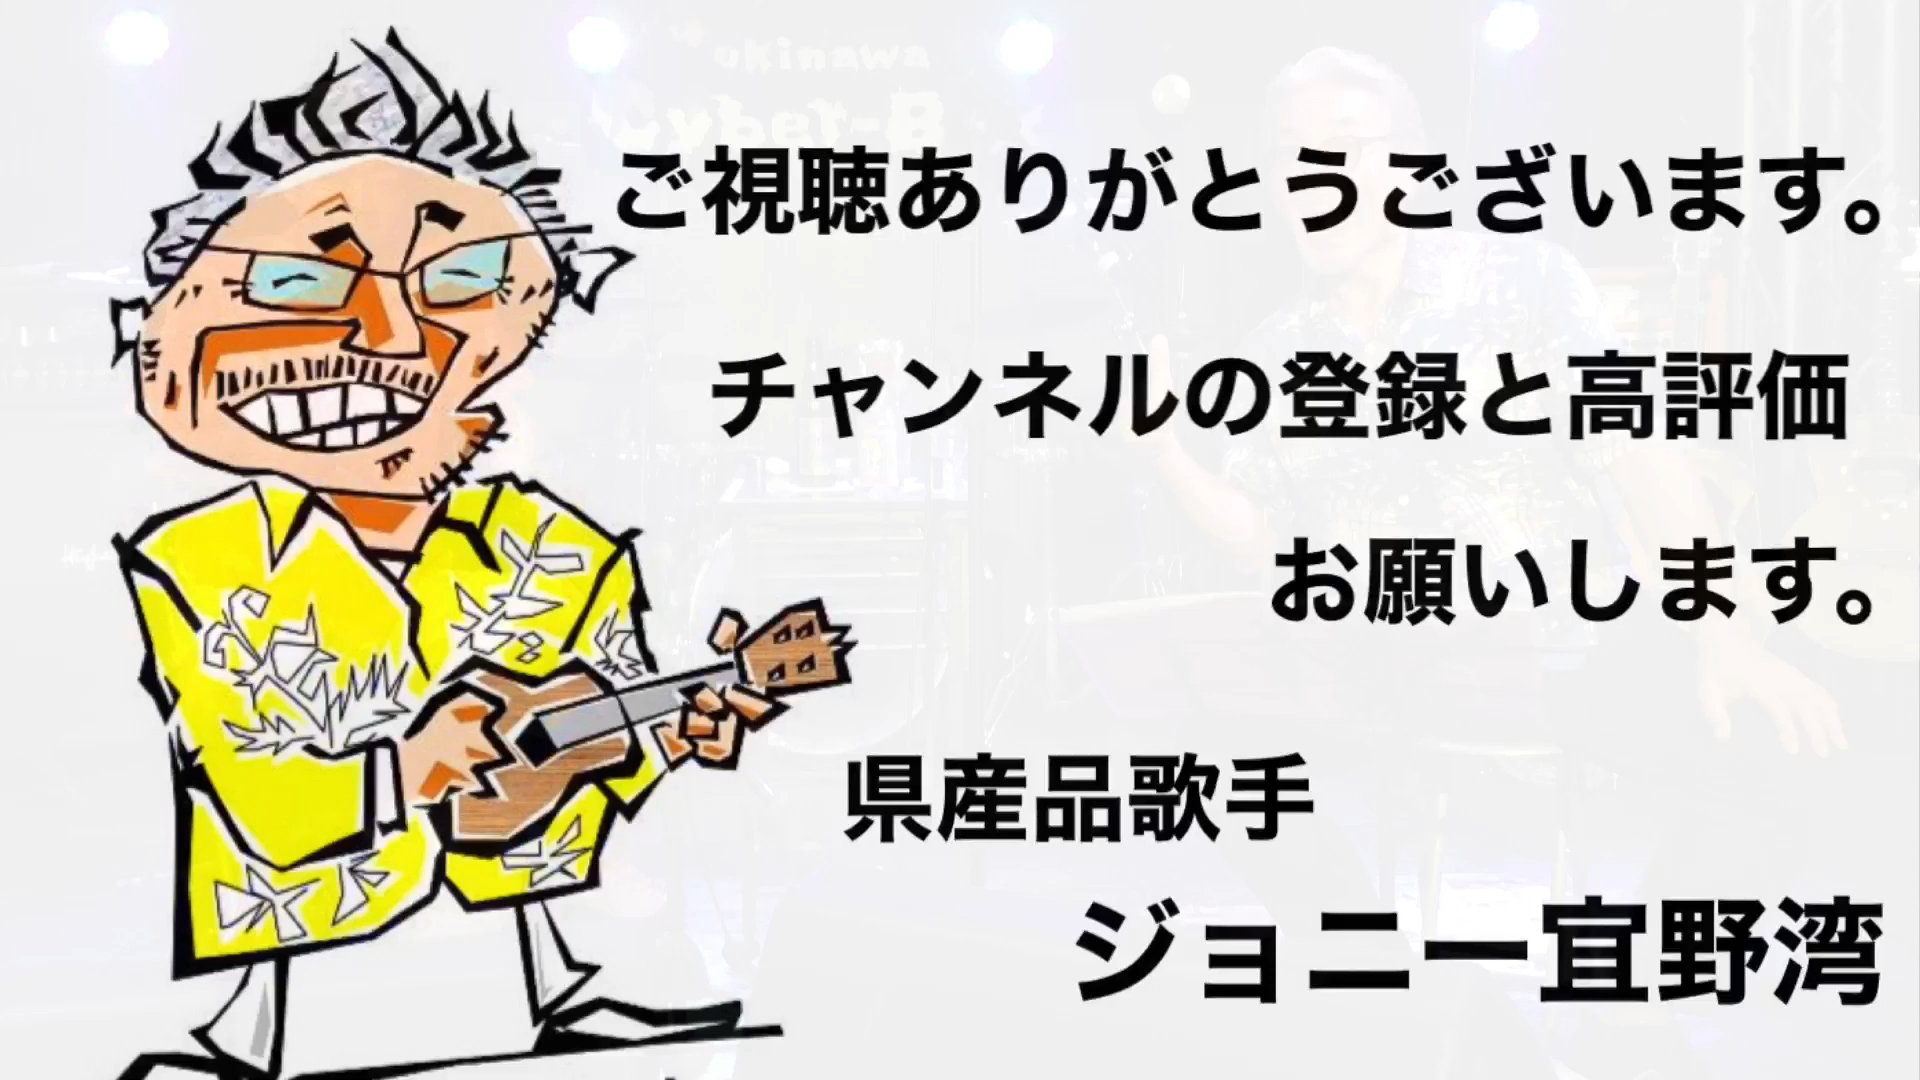 okinawa
Cyber-B
ご視聴ありがとうございます。
チャンネルの登録と高評価
お願いします。
県産品歌手
ジョニー宜野湾